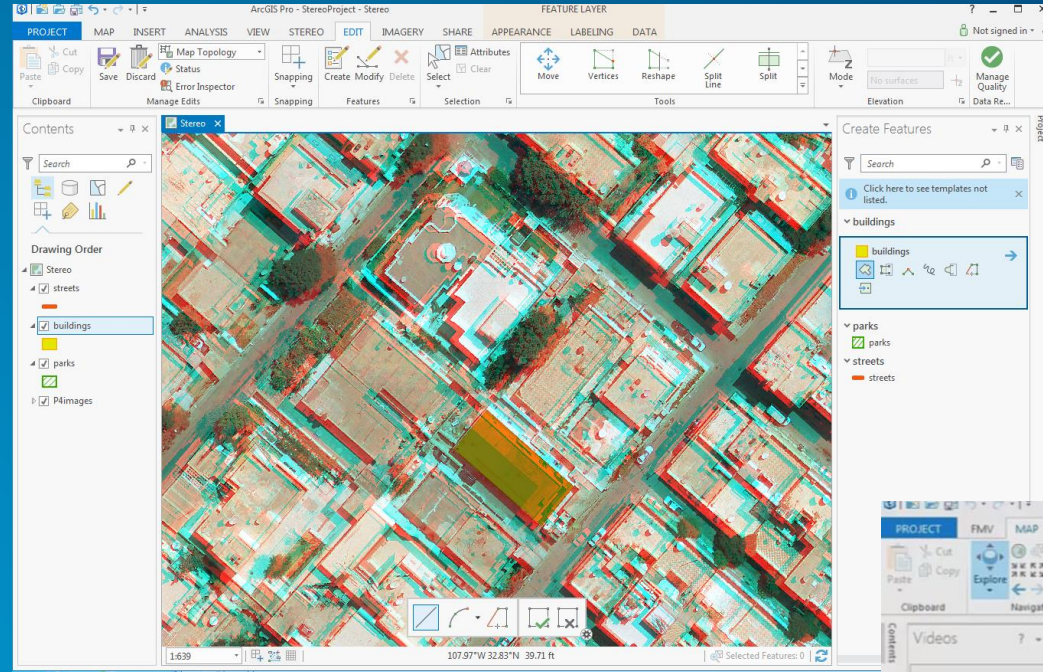 ArcGIS Pro - StereoProject - Stereo
FEATURE LAYER
Not signed in
PROJECT MAP INSERT ANALYSIS VIEW STEREO EDIT IMAGERY SHARE APPEARANCE LABELING DATA
Paste
Cut
Copy
Clipboard
Save
Discard
Map Topology
Status
Error Inspector
Manage Edits
Snapping
Snapping
Create
Modify
Delete
Features
Select
Attributes
Clear
Selection
Move
Vertices
Reshape
Split Line
Split
Tools
Mode
No surfaces
Elevation
Manage Quality
Data Re...
Contents
Search
Drawing Order
Stereo
streets
buildings
parks
P4images
Stereo
1:639
107.97°W 32.83°N 39.71 ft
Selected Features: 0
Create Features
Search
Click here to see templates not listed.
buildings
buildings
parks
parks
streets
streets
Project
PROJECT FMV MAP
Paste
Cut
Copy
Clipboard
Explore
Navigat
Contents
Videos